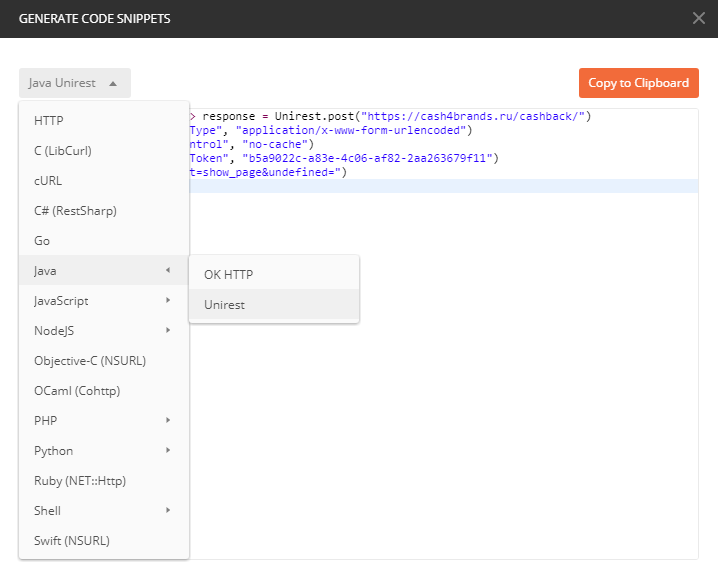 GENERATE CODE SNIPPETS
Java Unirest
Copy to Clipboard
> response = Unirest.post("https://cash4brands.ru/cashback/")
Type", "application/x-www-form-urlencoded")
ntrol", "no-cache")
Token", "b5a9022c-a83e-4c06-af82-2aa263679f11")
t=show_page&undefined=")
HTTP
C (LibCurl)
cURL
C# (RestSharp)
Go
Java
JavaScript
NodeJS
Objective-C (NSURL)
OCaml (Cohttp)
PHP
Python
Ruby (NET::Http)
Shell
Swift (NSURL)
OK HTTP
Unirest